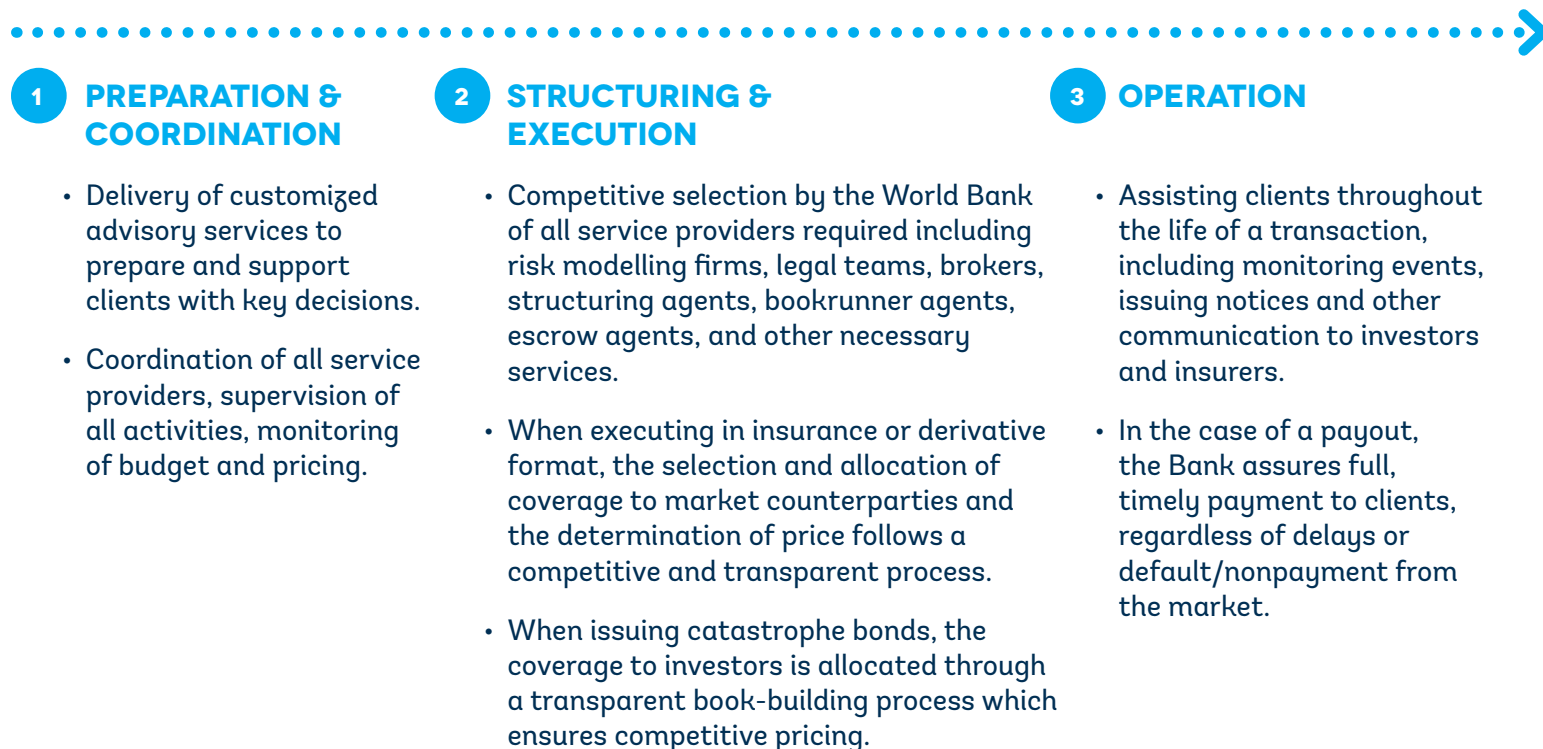 1
PREPARATION &
COORDINATION
• Delivery of customized
advisory services to
prepare and support
clients with key decisions.
• Coordination of all service
providers, supervision of
all activities, monitoring
of budget and pricing.
2
STRUCTURING &
EXECUTION
• Competitive selection by the World Bank
of all service providers required including
risk modelling firms, legal teams, brokers,
structuring agents, bookrunner agents,
escrow agents, and other necessary
services.
• When executing in insurance or derivative
format, the selection and allocation of
coverage to market counterparties and
the determination of price follows a
competitive and transparent process.
• When issuing catastrophe bonds, the
coverage to investors is allocated through
a transparent book-building process which
ensures competitive pricing.
3
OPERATION
• Assisting clients throughout
the life of a transaction,
including monitoring events,
issuing notices and other
communication to investors
and insurers.
• In the case of a payout,
the Bank assures full,
timely payment to clients,
regardless of delays or
default/nonpayment from
the market.